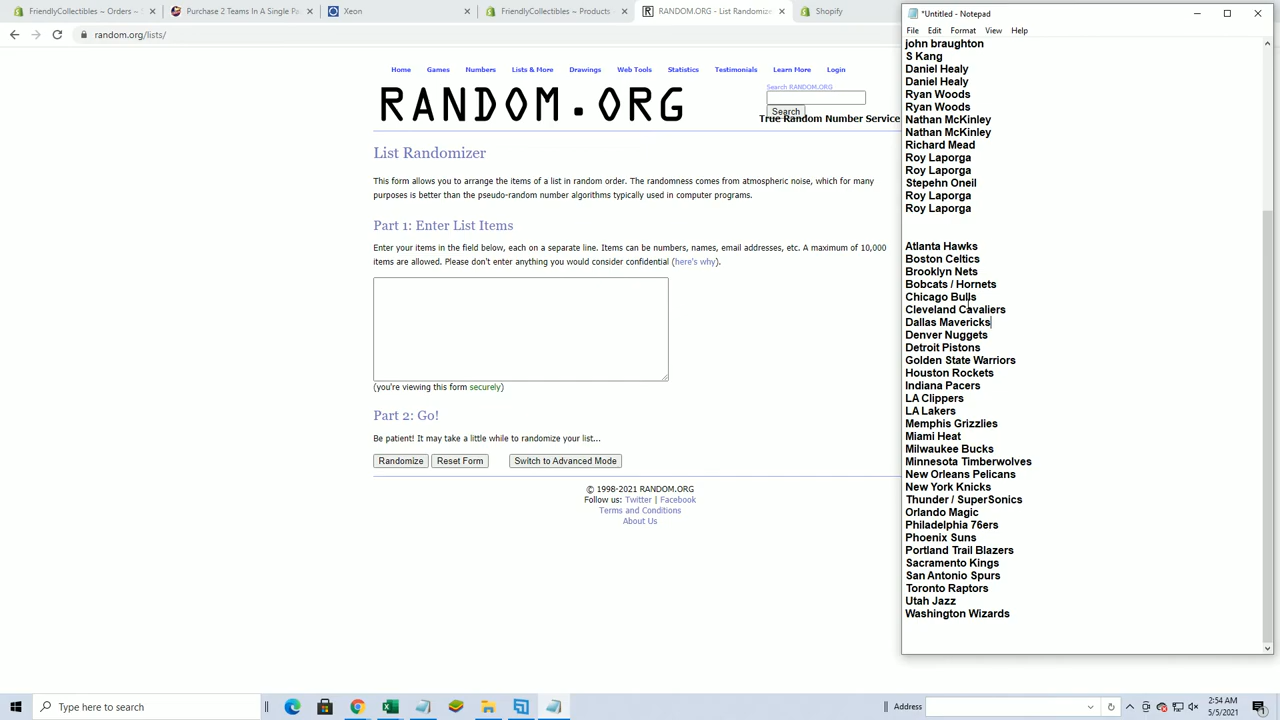 FriendlyCollectibles ~ Orders ~
Purchase 2 Teams In A Single Pa
Xeon
FriendlyCollectibles ~ Products
RANDOM.ORG - List Randomizer
Shopify
random.org/lists/
Home Games Numbers Lists & More Drawings Web Tools Statistics Testimonials Learn More Login
RANDOM.ORG
Search RANDOM.ORG
Search
True Random Number Service
List Randomizer
This form allows you to arrange the items of a list in random order. The randomness comes from atmospheric noise, which for many
purposes is better than the pseudo-random number algorithms typically used in computer programs.
Part 1: Enter List Items
Enter your items in the field below, each on a separate line. Items can be numbers, names, email addresses, etc. A maximum of 10,000
items are allowed. Please don't enter anything you would consider confidential (here's why).
(you're viewing this form securely)
Part 2: Go!
Be patient! It may take a little while to randomize your list...
Randomize Reset Form Switch to Advanced Mode
© 1998-2021 RANDOM.ORG
Follow us: Twitter | Facebook
Terms and Conditions
About Us
*Untitled - Notepad
File Edit Format View Help
john braughton
S Kang
Daniel Healy
Daniel Healy
Ryan Woods
Ryan Woods
Nathan McKinley
Nathan McKinley
Richard Mead
Roy Laporga
Roy Laporga
Stepehn Oneil
Roy Laporga
Roy Laporga
Atlanta Hawks
Boston Celtics
Brooklyn Nets
Bobcats / Hornets
Chicago Bulls
Cleveland Cavaliers
Dallas Mavericks
Denver Nuggets
Detroit Pistons
Golden State Warriors
Houston Rockets
Indiana Pacers
LA Clippers
LA Lakers
Memphis Grizzlies
Miami Heat
Milwaukee Bucks
Minnesota Timberwolves
New Orleans Pelicans
New York Knicks
Thunder / SuperSonics
Orlando Magic
Philadelphia 76ers
Phoenix Suns
Portland Trail Blazers
Sacramento Kings
San Antonio Spurs
Toronto Raptors
Utah Jazz
Washington Wizards
Type here to search
Address
2:54 AM
5/5/2021